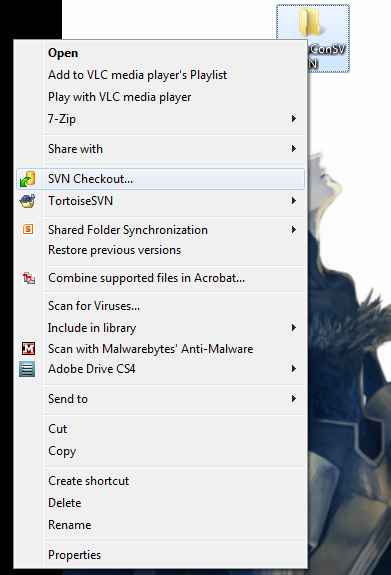 ConSV
N
Open
Add to VLC media player's Playlist
Play with VLC media player
7-Zip
Share with
SVN Checkout...
TortoiseSVN
Shared Folder Synchronization
Restore previous versions
Combine supported files in Acrobat...
Scan for Viruses...
Include in library
Scan with Malwarebytes' Anti-Malware
Adobe Drive CS4
Send to
Cut
Copy
Create shortcut
Delete
Rename
Properties